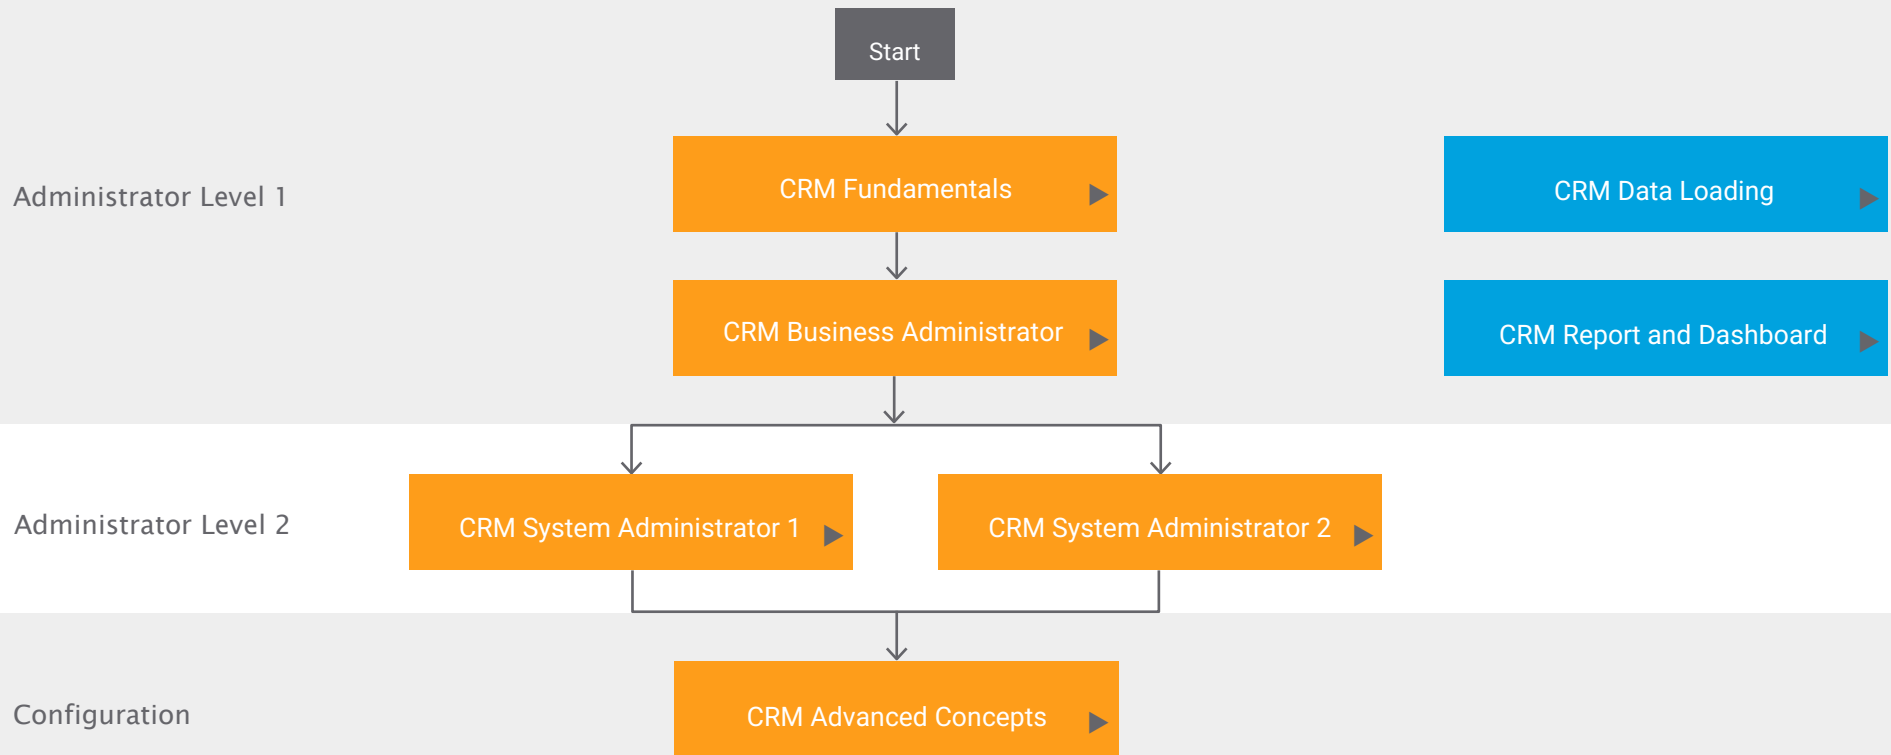 Start
Administrator Level 1
CRM Fundamentals
CRM Data Loading
CRM Business Administrator
CRM Report and Dashboard
Administrator Level 2
CRM System Administrator 1
CRM System Administrator 2
Configuration
CRM Advanced Concepts